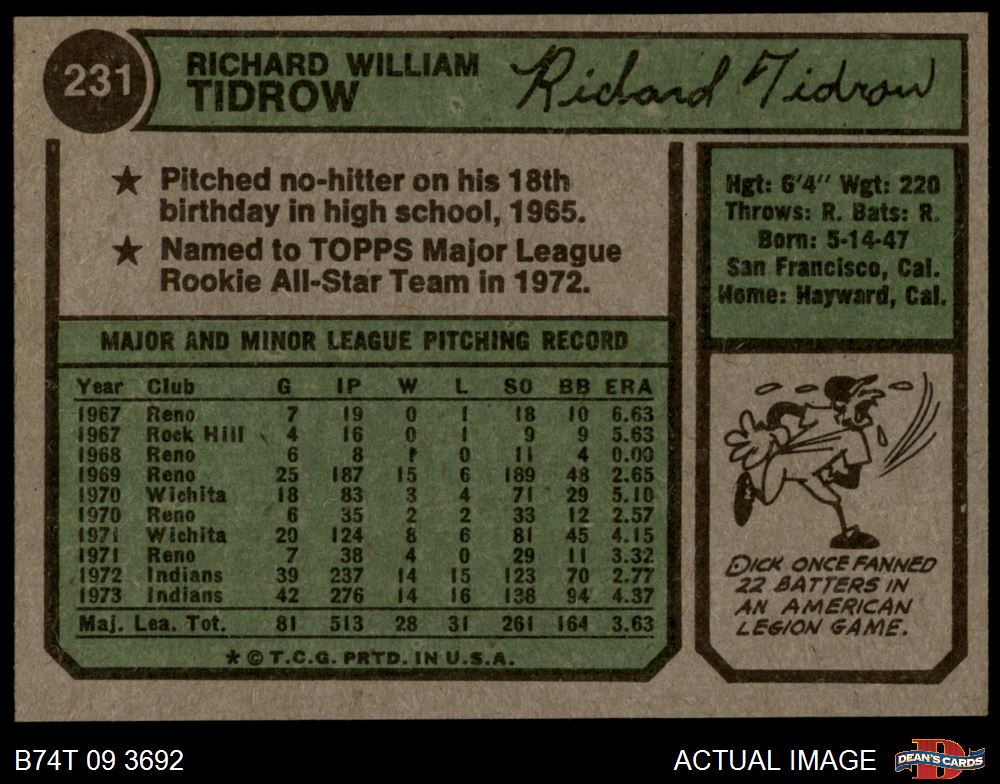 231
RICHARD WILLIAM
TIDROW
Richard Tidrow
★ Pitched no-hitter on his 18th
birthday in high school, 1965.
★ Named to TOPPS Major League
Rookie All-Star Team in 1972.
Hgt: 6'4" Wgt: 220
Throws: R. Bats: R.
Born: 5-14-47
San Francisco, Cal.
Home: Hayward, Cal.
MAJOR AND MINOR LEAGUE PITCHING RECORD
Year Club G IP W L SO BB ERA
1967 Reno 7 19 0 1 18 10 6.63
1967 Rock Hill 4 16 0 1 9 9 5.63
1968 Reno 6 8 1 0 11 4 0.00
1969 Reno 25 187 15 6 189 48 2.65
1970 Wichita 18 83 3 4 71 29 5.10
1970 Reno 6 35 2 2 33 12 2.57
1971 Wichita 20 124 8 6 81 45 4.15
1971 Reno 7 38 4 0 29 11 3.32
1972 Indians 39 237 14 15 123 70 2.77
1973 Indians 42 276 14 16 138 94 4.37
Maj. Lea. Tot. 81 513 28 31 261 164 3.63
* © T.C.G. PRTD. IN U.S.A.
DICK ONCE FANNED
22 BATTERS IN
AN AMERICAN
LEGION GAME.
B74T 09 3692
ACTUAL IMAGE
DEAN'S CARDS